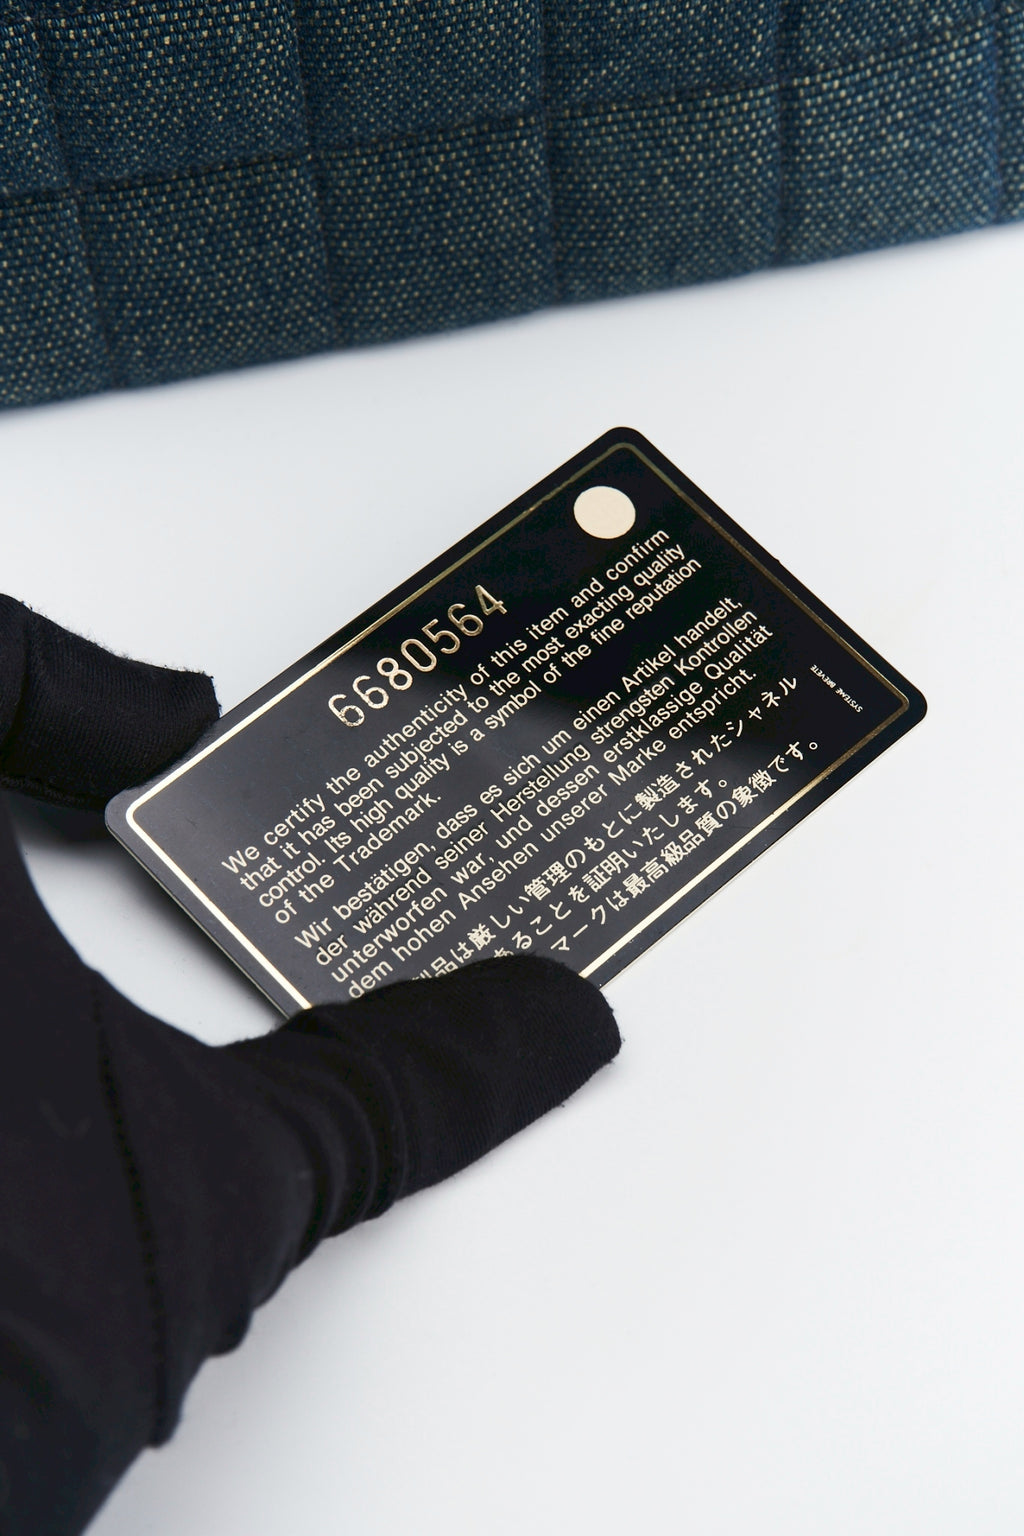 6680564
We certify the authenticity of this item and confirm
that it has been subjected to the most exacting quality
control. Its high quality is a symbol of the fine reputation
of the Trademark.
Wir bestätigen, dass es sich um einen Artikel handelt,
der während seiner Herstellung strengsten Kontrollen
unterworfen war, und dessen erstklassige Qualität
dem hohen Ansehen unserer Marke entspricht.
品は厳しい管理のもとに製造されたシャネル
あることを証明いたします。
マークは最高級品質の象徴です。
SYSTEME BREVETE